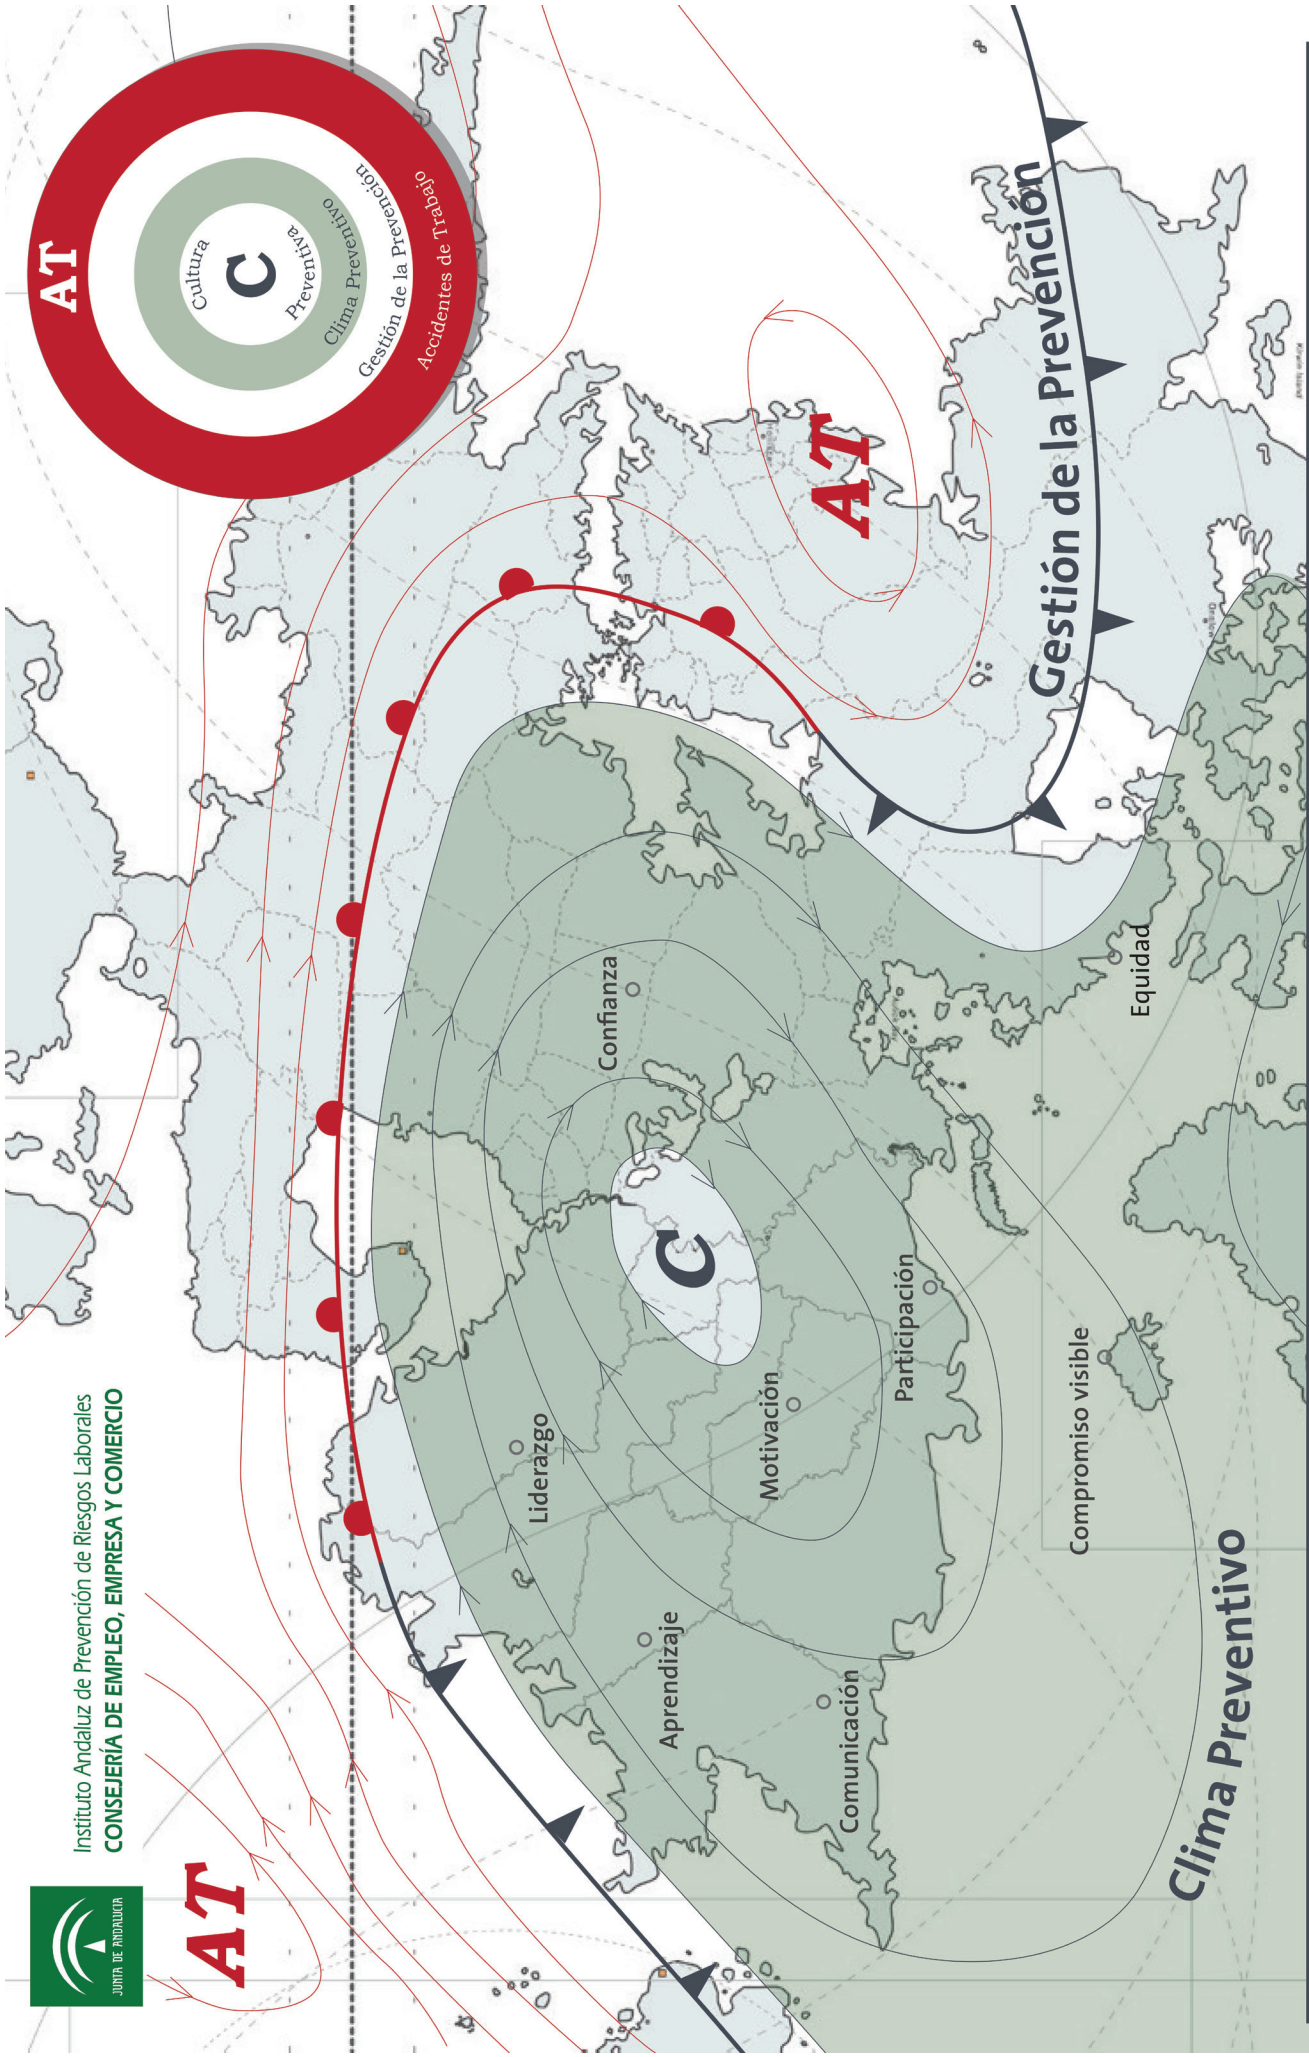 JUNTA DE ANDALUCIA
Instituto Andaluz de Prevención de Riesgos Laborales
CONSEJERÍA DE EMPLEO, EMPRESA Y COMERCIO
AT
AT
Cultura
C
Preventiva
Clima Preventivo
Gestión de la Prevención
Accidentes de Trabajo
Liderazgo
Confianza
Aprendizaje
C
Motivación
AT
Comunicación
Participación
Gestión de la Prevención
Compromiso visible
Equidad
Clima Preventivo